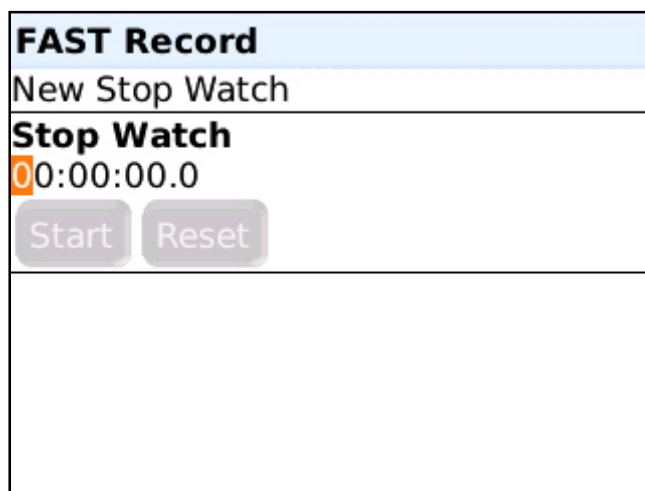 FAST Record
New Stop Watch
Stop Watch
00:00:00.0
Start Reset